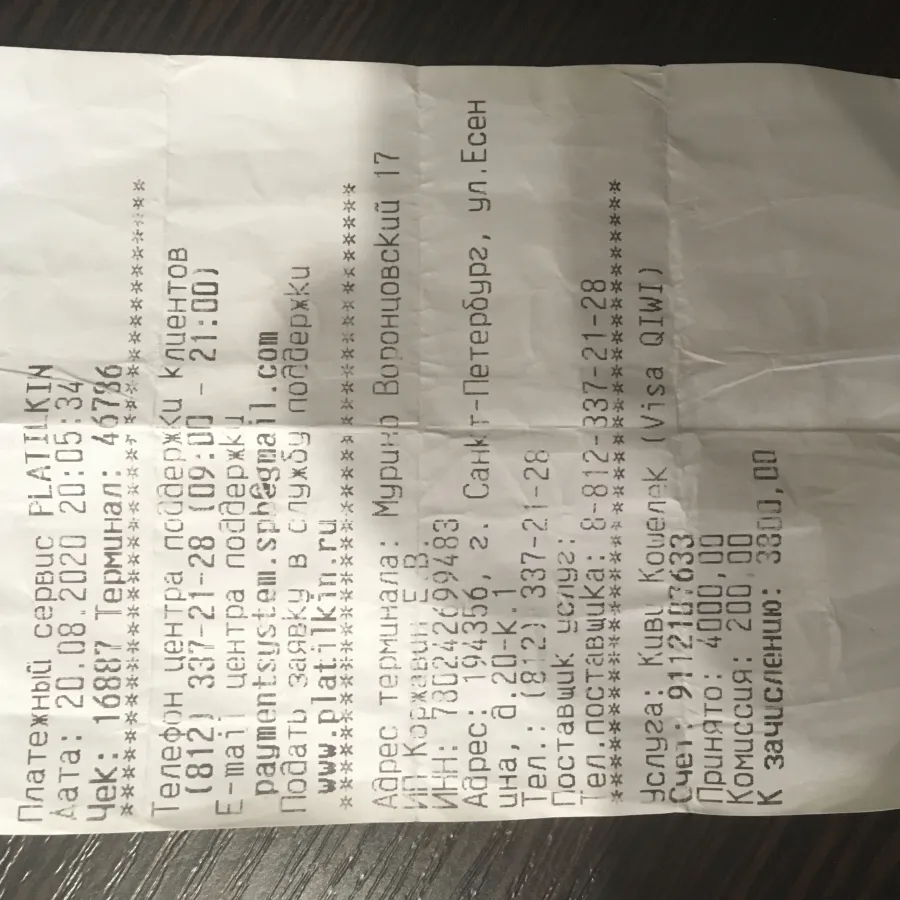 Платежный сервис PLATILKIN
Дата: 20.08.2020 20:05:34
Чек: 16887 Терминал: 46786
************************************
Телефон центра поддержки клиентов
(812) 337-21-28 (09:00 - 21:00)
E-mail центра поддержки
paymentsystem.spb@gmail.com
Подать заявку в службу поддержки
www.platilkin.ru
************************************
Адрес терминала: Мурино Воронцовский 17
ИП Коржавин Е.В.
ИНН: 780242699483
Адрес: 194356, г. Санкт-Петербург, ул.Есен
ина, д.20-к.1
Тел.: (812) 337-21-28
Поставщик услуг:
Тел.поставщика: 8-812-337-21-28
************************************
Услуга: Киви Кошелек (Visa QIWI)
Счет: 9112107633
Принято: 4000,00
Комиссия: 200,00
К зачислению: 3800,00